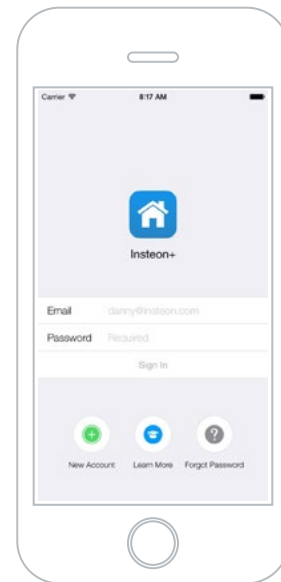 Carrier 8:17 AM
Insteon+
Email danny@insteon.com
Password Required
Sign In
New Account Learn More Forgot Password